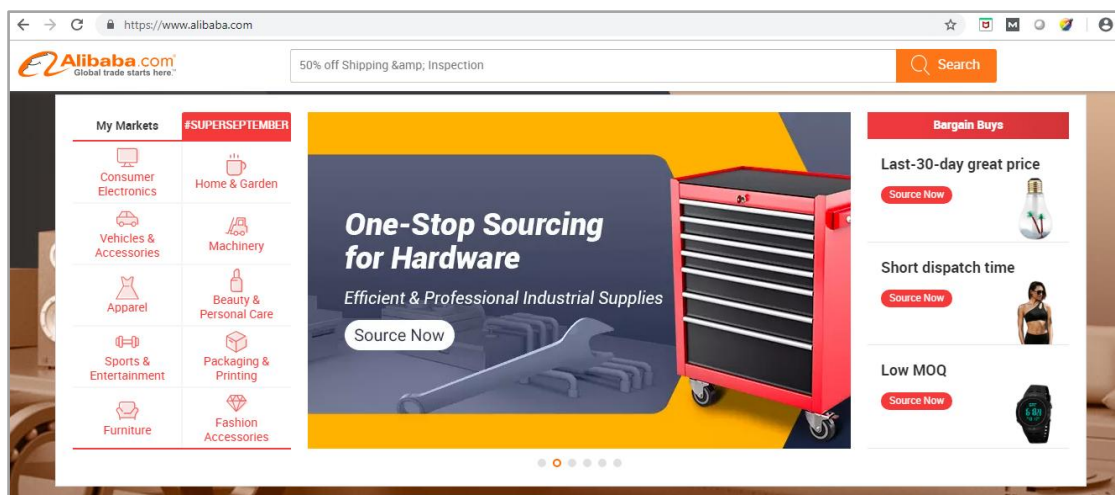 https://www.alibaba.com
Alibaba.com
Global trade starts here.™
50% off Shipping &amp; Inspection
Search
My Markets
#SUPERSEPTEMBER
Consumer
Electronics
Home & Garden
Vehicles &
Accessories
Machinery
Apparel
Beauty &
Personal Care
Sports &
Entertainment
Packaging &
Printing
Furniture
Fashion
Accessories
One-Stop Sourcing
for Hardware
Efficient & Professional Industrial Supplies
Source Now
Bargain Buys
Last-30-day great price
Source Now
Short dispatch time
Source Now
Low MOQ
Source Now